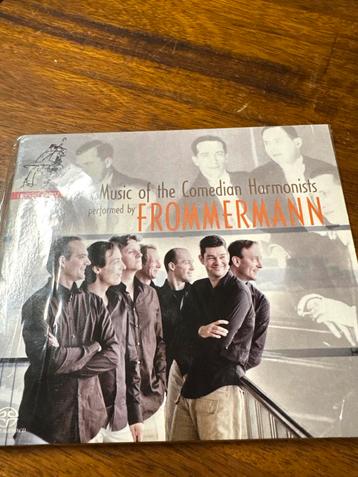 Music of the Comedian Harmonists
performed by FROMMERMANN